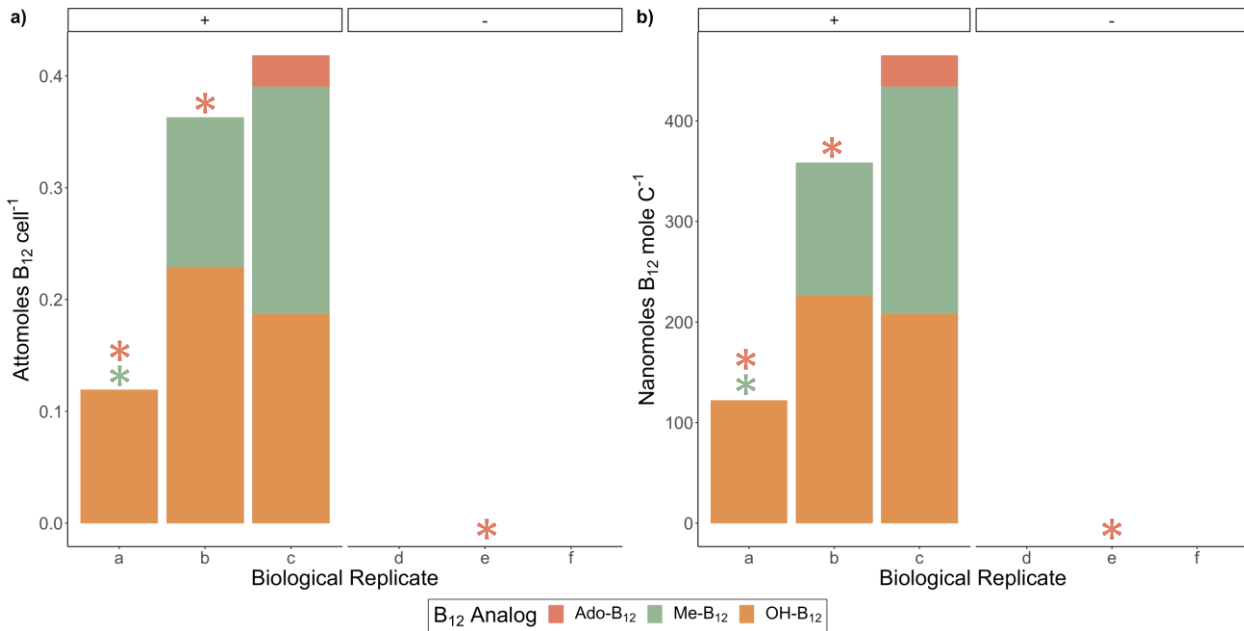 a)
+
-
Attomoles B₁₂ cell⁻¹
0.4
0.3
0.2
0.1
0.0
a
b
c
d
e
f
Biological Replicate
b)
+
-
Nanomoles B₁₂ mole C⁻¹
400
300
200
100
0
a
b
c
d
e
f
Biological Replicate
B₁₂ Analog Ado-B₁₂ Me-B₁₂ OH-B₁₂